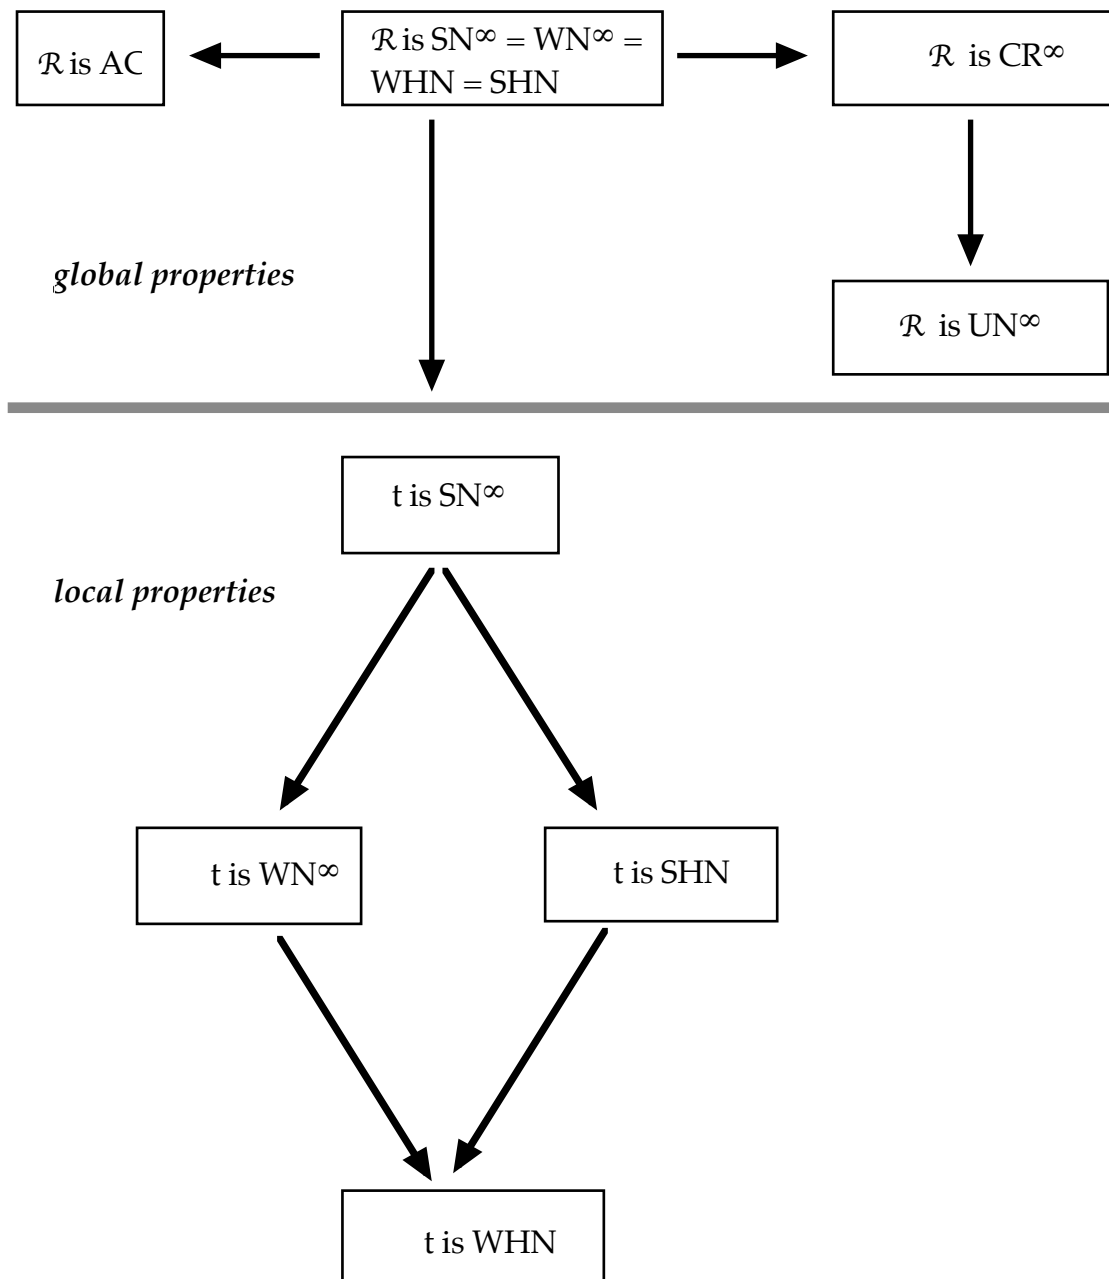 ℛ is AC
ℛ is SN∞ = WN∞ =
WHN = SHN
ℛ is CR∞
global properties
ℛ is UN∞
t is SN∞
local properties
t is WN∞
t is SHN
t is WHN